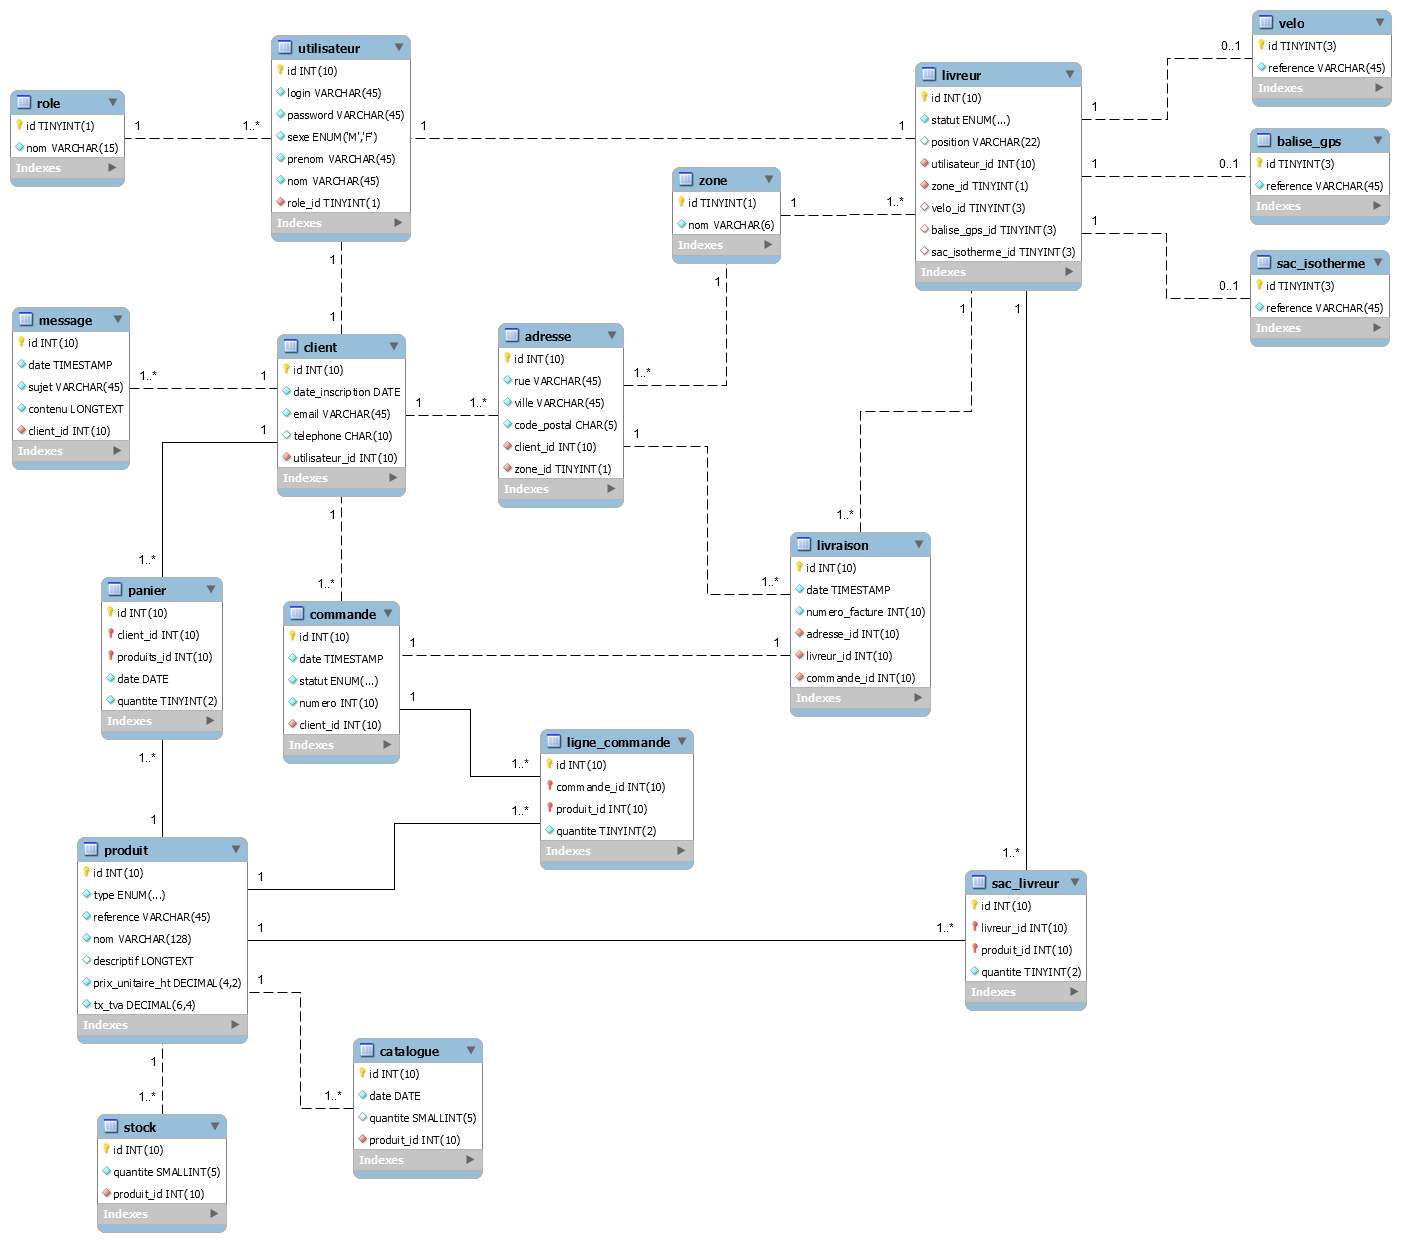 role
id TINYINT(1)
nom VARCHAR(15)
Indexes
1
1..*
utilisateur
id INT(10)
login VARCHAR(45)
password VARCHAR(45)
sexe ENUM('M','F')
prenom VARCHAR(45)
nom VARCHAR(45)
role_id TINYINT(1)
Indexes
1
1
1
1
livreur
id INT(10)
statut ENUM(...)
position VARCHAR(22)
utilisateur_id INT(10)
zone_id TINYINT(1)
velo_id TINYINT(3)
balise_gps_id TINYINT(3)
sac_isotherme_id TINYINT(3)
Indexes
1
0..1
1
0..1
1
0..1
velo
id TINYINT(3)
reference VARCHAR(45)
Indexes
balise_gps
id TINYINT(3)
reference VARCHAR(45)
Indexes
sac_isotherme
id TINYINT(3)
reference VARCHAR(45)
Indexes
zone
id TINYINT(1)
nom VARCHAR(6)
Indexes
1
1..*
1
1..*
message
id INT(10)
date TIMESTAMP
sujet VARCHAR(45)
contenu LONGTEXT
client_id INT(10)
Indexes
1..*
1
client
id INT(10)
date_inscription DATE
email VARCHAR(45)
telephone CHAR(10)
utilisateur_id INT(10)
Indexes
1
1..*
1
1..*
1
1..*
adresse
id INT(10)
rue VARCHAR(45)
ville VARCHAR(45)
code_postal CHAR(5)
client_id INT(10)
zone_id TINYINT(1)
Indexes
1
1..*
1
1..*
1
1..*
livraison
id INT(10)
date TIMESTAMP
numero_facture INT(10)
adresse_id INT(10)
livreur_id INT(10)
commande_id INT(10)
Indexes
panier
id INT(10)
client_id INT(10)
produits_id INT(10)
date DATE
quantite TINYINT(2)
Indexes
1..*
1
commande
id INT(10)
date TIMESTAMP
statut ENUM(...)
numero INT(10)
client_id INT(10)
Indexes
1
1
1
1..*
ligne_commande
id INT(10)
commande_id INT(10)
produit_id INT(10)
quantite TINYINT(2)
Indexes
1..*
1
produit
id INT(10)
type ENUM(...)
reference VARCHAR(45)
nom VARCHAR(128)
descriptif LONGTEXT
prix_unitaire_ht DECIMAL(4,2)
tx_tva DECIMAL(6,4)
Indexes
1
1..*
sac_livreur
id INT(10)
livreur_id INT(10)
produit_id INT(10)
quantite TINYINT(2)
Indexes
1
1..*
catalogue
id INT(10)
date DATE
quantite SMALLINT(5)
produit_id INT(10)
Indexes
1
1..*
stock
id INT(10)
quantite SMALLINT(5)
produit_id INT(10)
Indexes